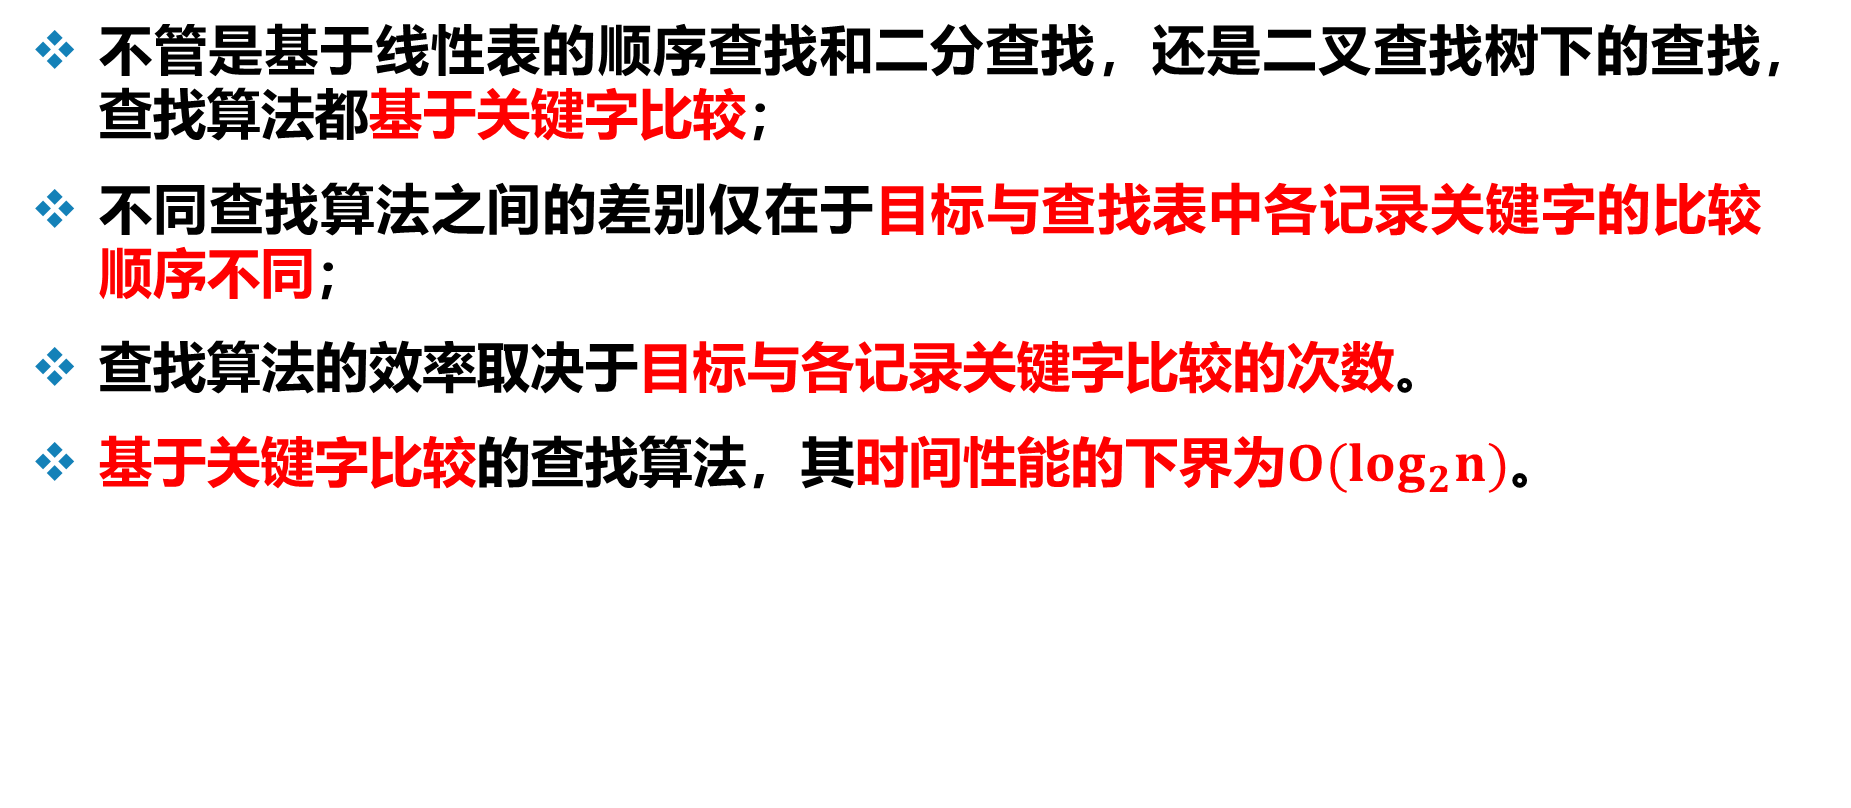 ❖ 不管是基于线性表的顺序查找和二分查找，还是二叉查找树下的查找，
查找算法都基于关键字比较；
❖ 不同查找算法之间的差别仅在于目标与查找表中各记录关键字的比较
顺序不同；
❖ 查找算法的效率取决于目标与各记录关键字比较的次数。
❖ 基于关键字比较的查找算法，其时间性能的下界为O(log₂n)。